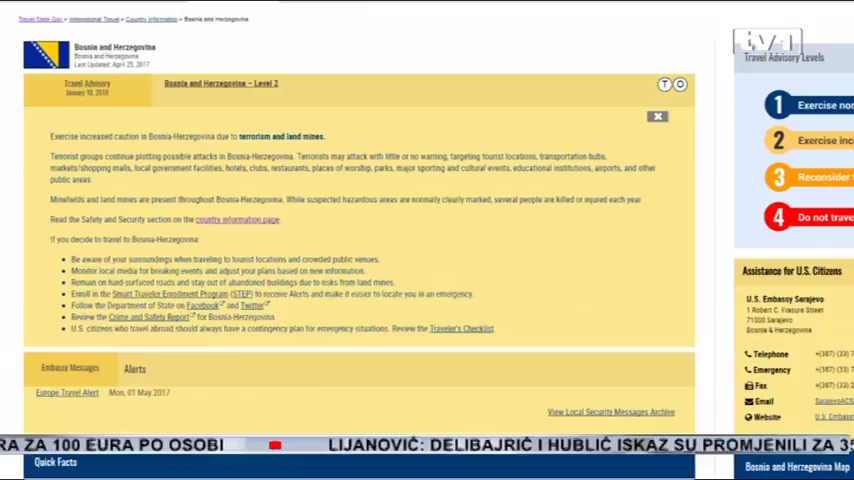 Travel.State.Gov > International Travel > Country Information > Bosnia and Herzegovina
tv1
Bosnia and Herzegovina
Bosnia and Herzegovina
Last Updated: April 25, 2017
Travel Advisory
January 10, 2018
Bosnia and Herzegovina – Level 2
T O
Exercise increased caution in Bosnia-Herzegovina due to terrorism and land mines.
Terrorist groups continue plotting possible attacks in Bosnia-Herzegovina. Terrorists may attack with little or no warning, targeting tourist locations, transportation hubs,
markets/shopping malls, local government facilities, hotels, clubs, restaurants, places of worship, parks, major sporting and cultural events, educational institutions, airports, and other
public areas.
Minefields and land mines are present throughout Bosnia-Herzegovina. While suspected hazardous areas are normally clearly marked, several people are killed or injured each year.
Read the Safety and Security section on the country information page.
If you decide to travel to Bosnia-Herzegovina:
Be aware of your surroundings when traveling to tourist locations and crowded public venues.
Monitor local media for breaking events and adjust your plans based on new information.
Remain on hard-surfaced roads and stay out of abandoned buildings due to risks from land mines.
Enroll in the Smart Traveler Enrollment Program (STEP) to receive Alerts and make it easier to locate you in an emergency.
Follow the Department of State on Facebook and Twitter
Review the Crime and Safety Report for Bosnia-Herzegovina.
U.S. citizens who travel abroad should always have a contingency plan for emergency situations. Review the Traveler's Checklist.
Embassy Messages
Alerts
Europe Travel Alert Mon, 01 May 2017
View Local Security Messages Archive
Quick Facts
Travel Advisory Levels
1 Exercise nor
2 Exercise inc
3 Reconsider t
4 Do not trave
Assistance for U.S. Citizens
U.S. Embassy Sarajevo
1 Robert C. Frasure Street
71000 Sarajevo
Bosnia & Herzegovina
Telephone +(387) (33) 7
Emergency +(387) (33) 7
Fax +(387) (33) 2
Email SarajevoACS
Website U.S. Embass
Bosnia and Herzegovina Map
RA ZA 100 EURA PO OSOBI LIJANOVIĆ: DELIBAJRIĆ I HUBLIĆ ISKAZ SU PROMJENILI ZA 35